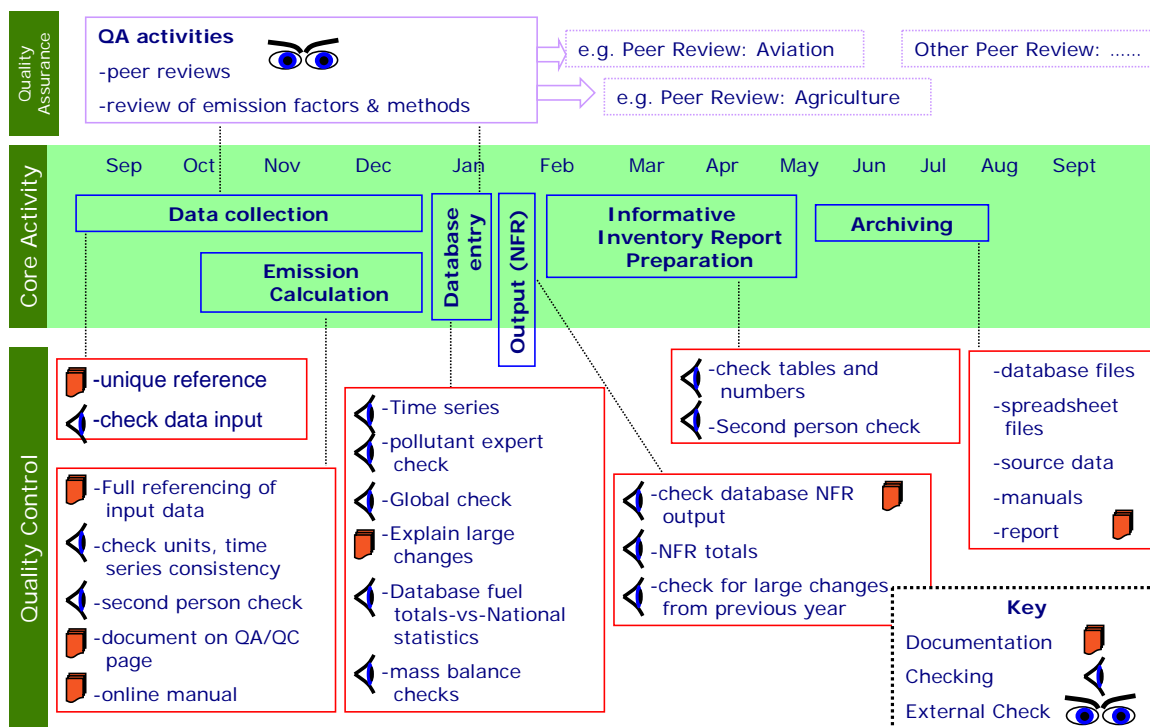 Quality
Assurance
QA activities
-peer reviews
-review of emission factors & methods
e.g. Peer Review: Aviation
Other Peer Review: ......
e.g. Peer Review: Agriculture
Core Activity
Sep Oct Nov Dec Jan Feb Mar Apr May Jun Jul Aug Sept
Data collection
Emission
Calculation
Database
entry
Output (NFR)
Informative
Inventory Report
Preparation
Archiving
Quality Control
-unique reference
-check data input
-Full referencing of
input data
-check units, time
series consistency
-second person check
-document on QA/QC
page
-online manual
-Time series
-pollutant expert
check
-Global check
-Explain large
changes
-Database fuel
totals-vs-National
statistics
-mass balance
checks
-check database NFR
output
-NFR totals
-check for large changes
from previous year
-check tables and
numbers
-Second person check
-database files
-spreadsheet
files
-source data
-manuals
-report
Key
Documentation
Checking
External Check